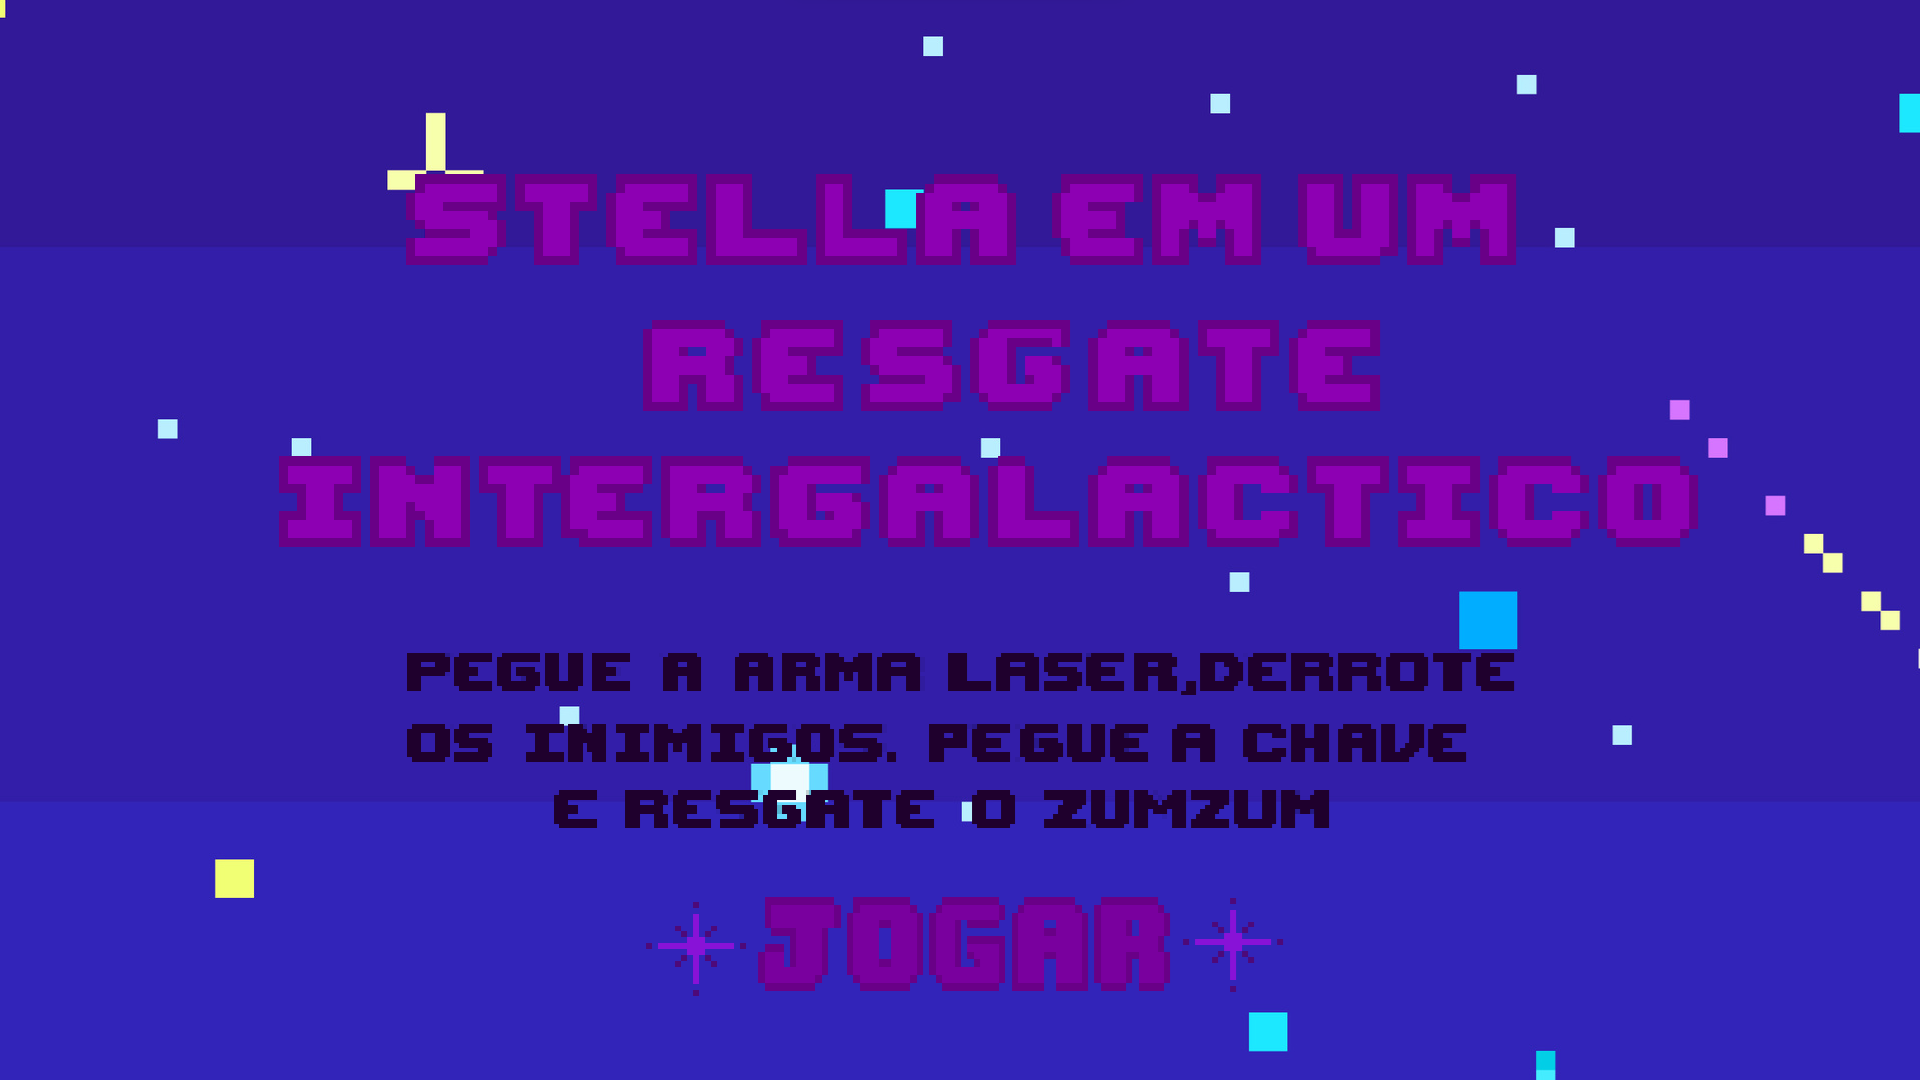 STELLA EM UM
RESGATE
INTERGALACTICO
PEGUE A ARMA LASER,DERROTE
OS INIMIGOS. PEGUE A CHAVE
E RESGATE O ZUMZUM
JOGAR